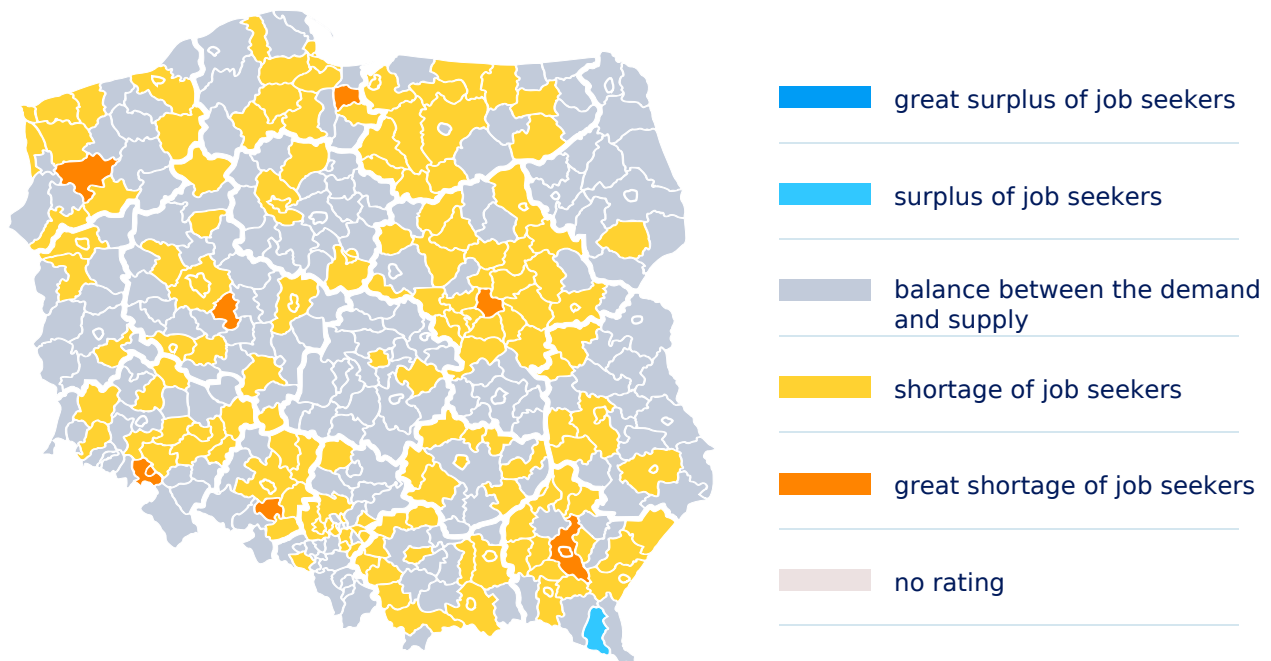 great surplus of job seekers
surplus of job seekers
balance between the demand
and supply
shortage of job seekers
great shortage of job seekers
no rating